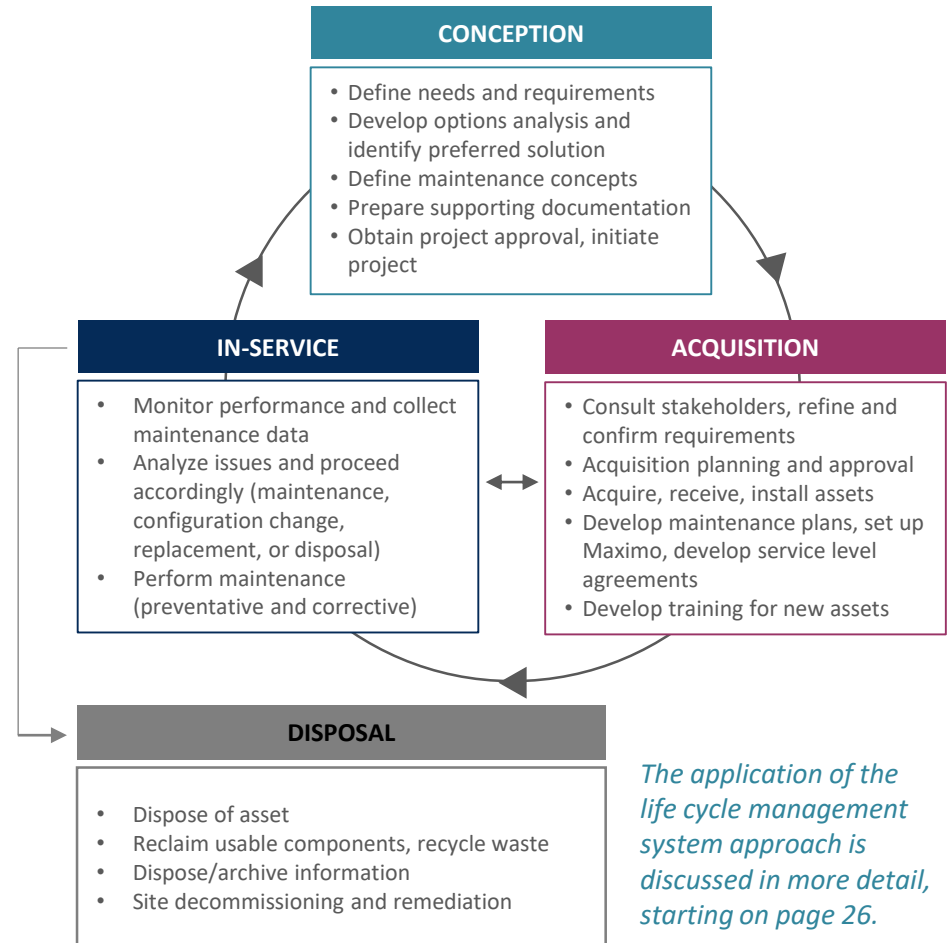 CONCEPTION
• Define needs and requirements
• Develop options analysis and
identify preferred solution
• Define maintenance concepts
• Prepare supporting documentation
• Obtain project approval, initiate
project
IN-SERVICE
• Monitor performance and collect
maintenance data
• Analyze issues and proceed
accordingly (maintenance,
configuration change,
replacement, or disposal)
• Perform maintenance
(preventative and corrective)
ACQUISITION
• Consult stakeholders, refine and
confirm requirements
• Acquisition planning and approval
• Acquire, receive, install assets
• Develop maintenance plans, set up
Maximo, develop service level
agreements
• Develop training for new assets
DISPOSAL
• Dispose of asset
• Reclaim usable components, recycle waste
• Dispose/archive information
• Site decommissioning and remediation
The application of the
life cycle management
system approach is
discussed in more detail,
starting on page 26.